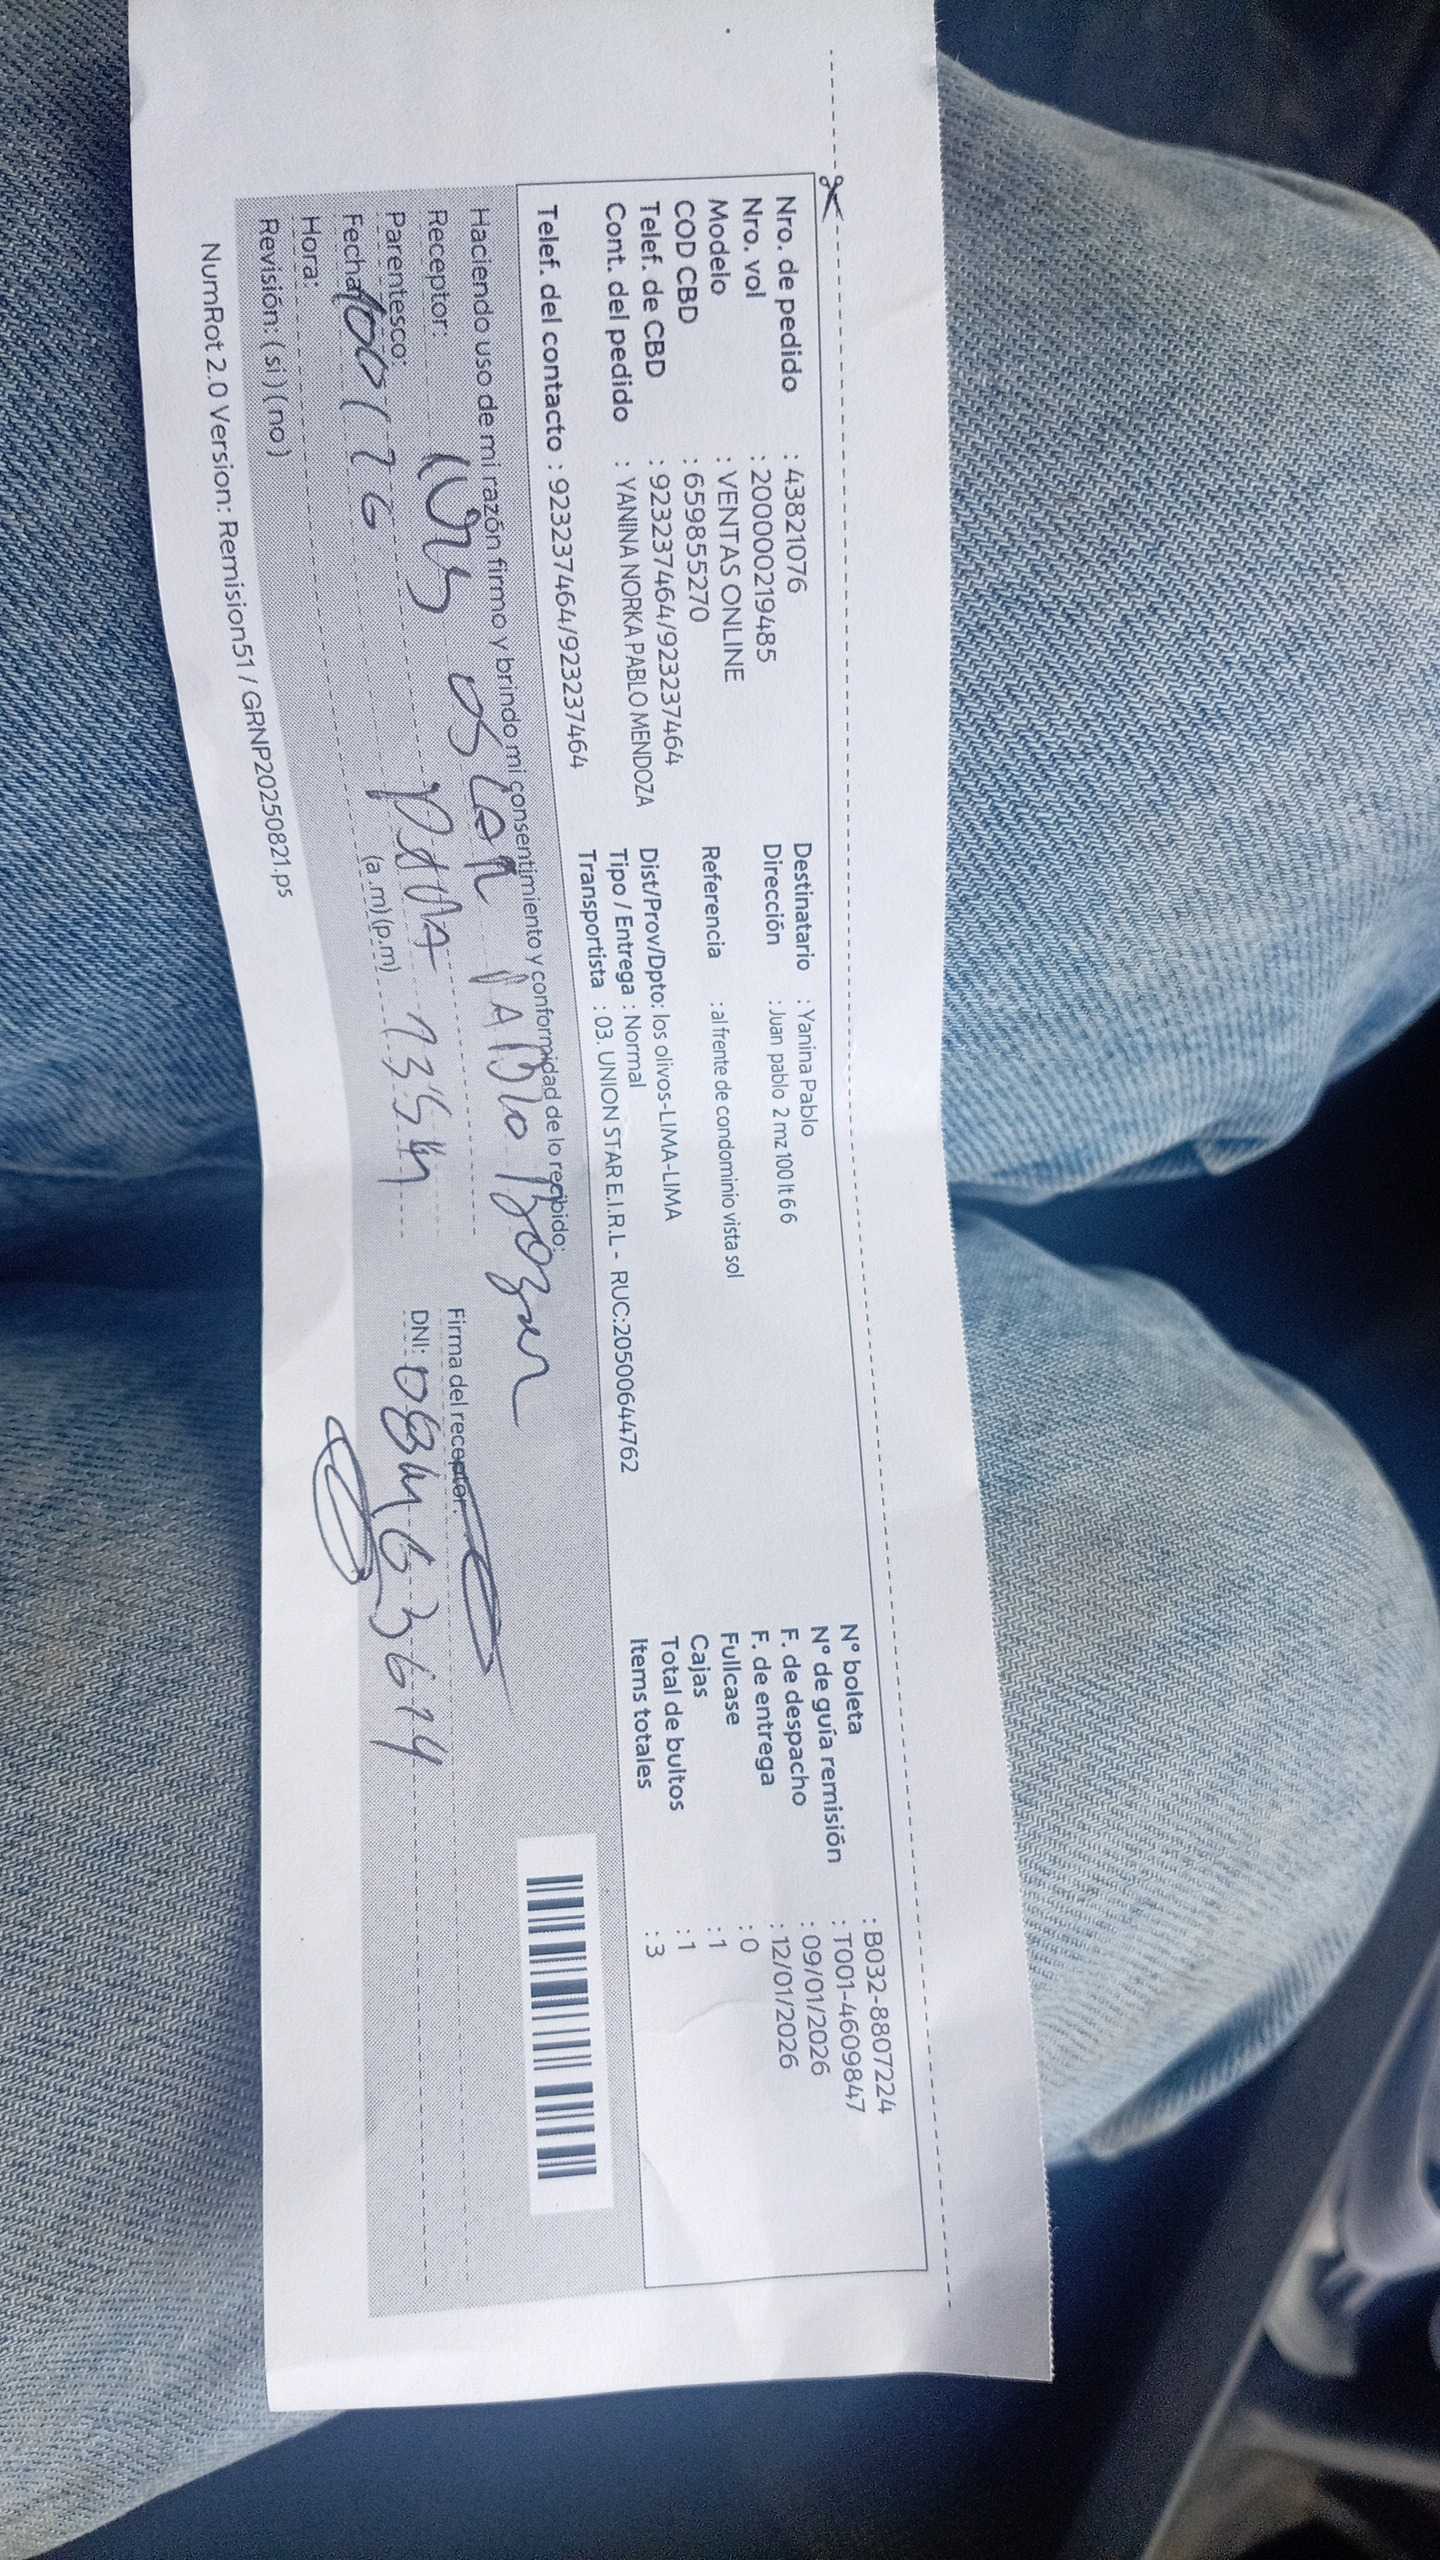 Nro. de pedido : 43821076
Nro. vol : 200000219485
Modelo : VENTAS ONLINE
COD CBD : 659855270
Telef. de CBD : 923237464/923237464
Cont. del pedido : YANINA NORKA PABLO MENDOZA
Telef. del contacto : 923237464/923237464
Destinatario : Yanina Pablo
Dirección : Juan pablo 2 mz 100 lt 6 6
Referencia : al frente de condominio vista sol
Dist/Prov/Dpto: los olivos-LIMA-LIMA
Tipo / Entrega : Normal
Transportista : 03. UNION STAR E.I.R.L - RUC:20500644762
N° boleta : B032-8807224
N° de guía remisión : T001-4609847
F. de despacho : 09/01/2026
F. de entrega : 12/01/2026
Fullcase : 0
Cajas : 1
Total de bultos : 1
Items totales : 3
Haciendo uso de mi razón firmo y brindo mi consentimiento y conformidad de lo recibido:
Receptor: PABLO
Parentesco:
Fecha:
Hora: (a.m) (p.m)
Revisión: ( si ) ( no )
Firma del receptor:
DNI:
NumRot 2.0 Version: Remision51 / GRNP20250821.ps